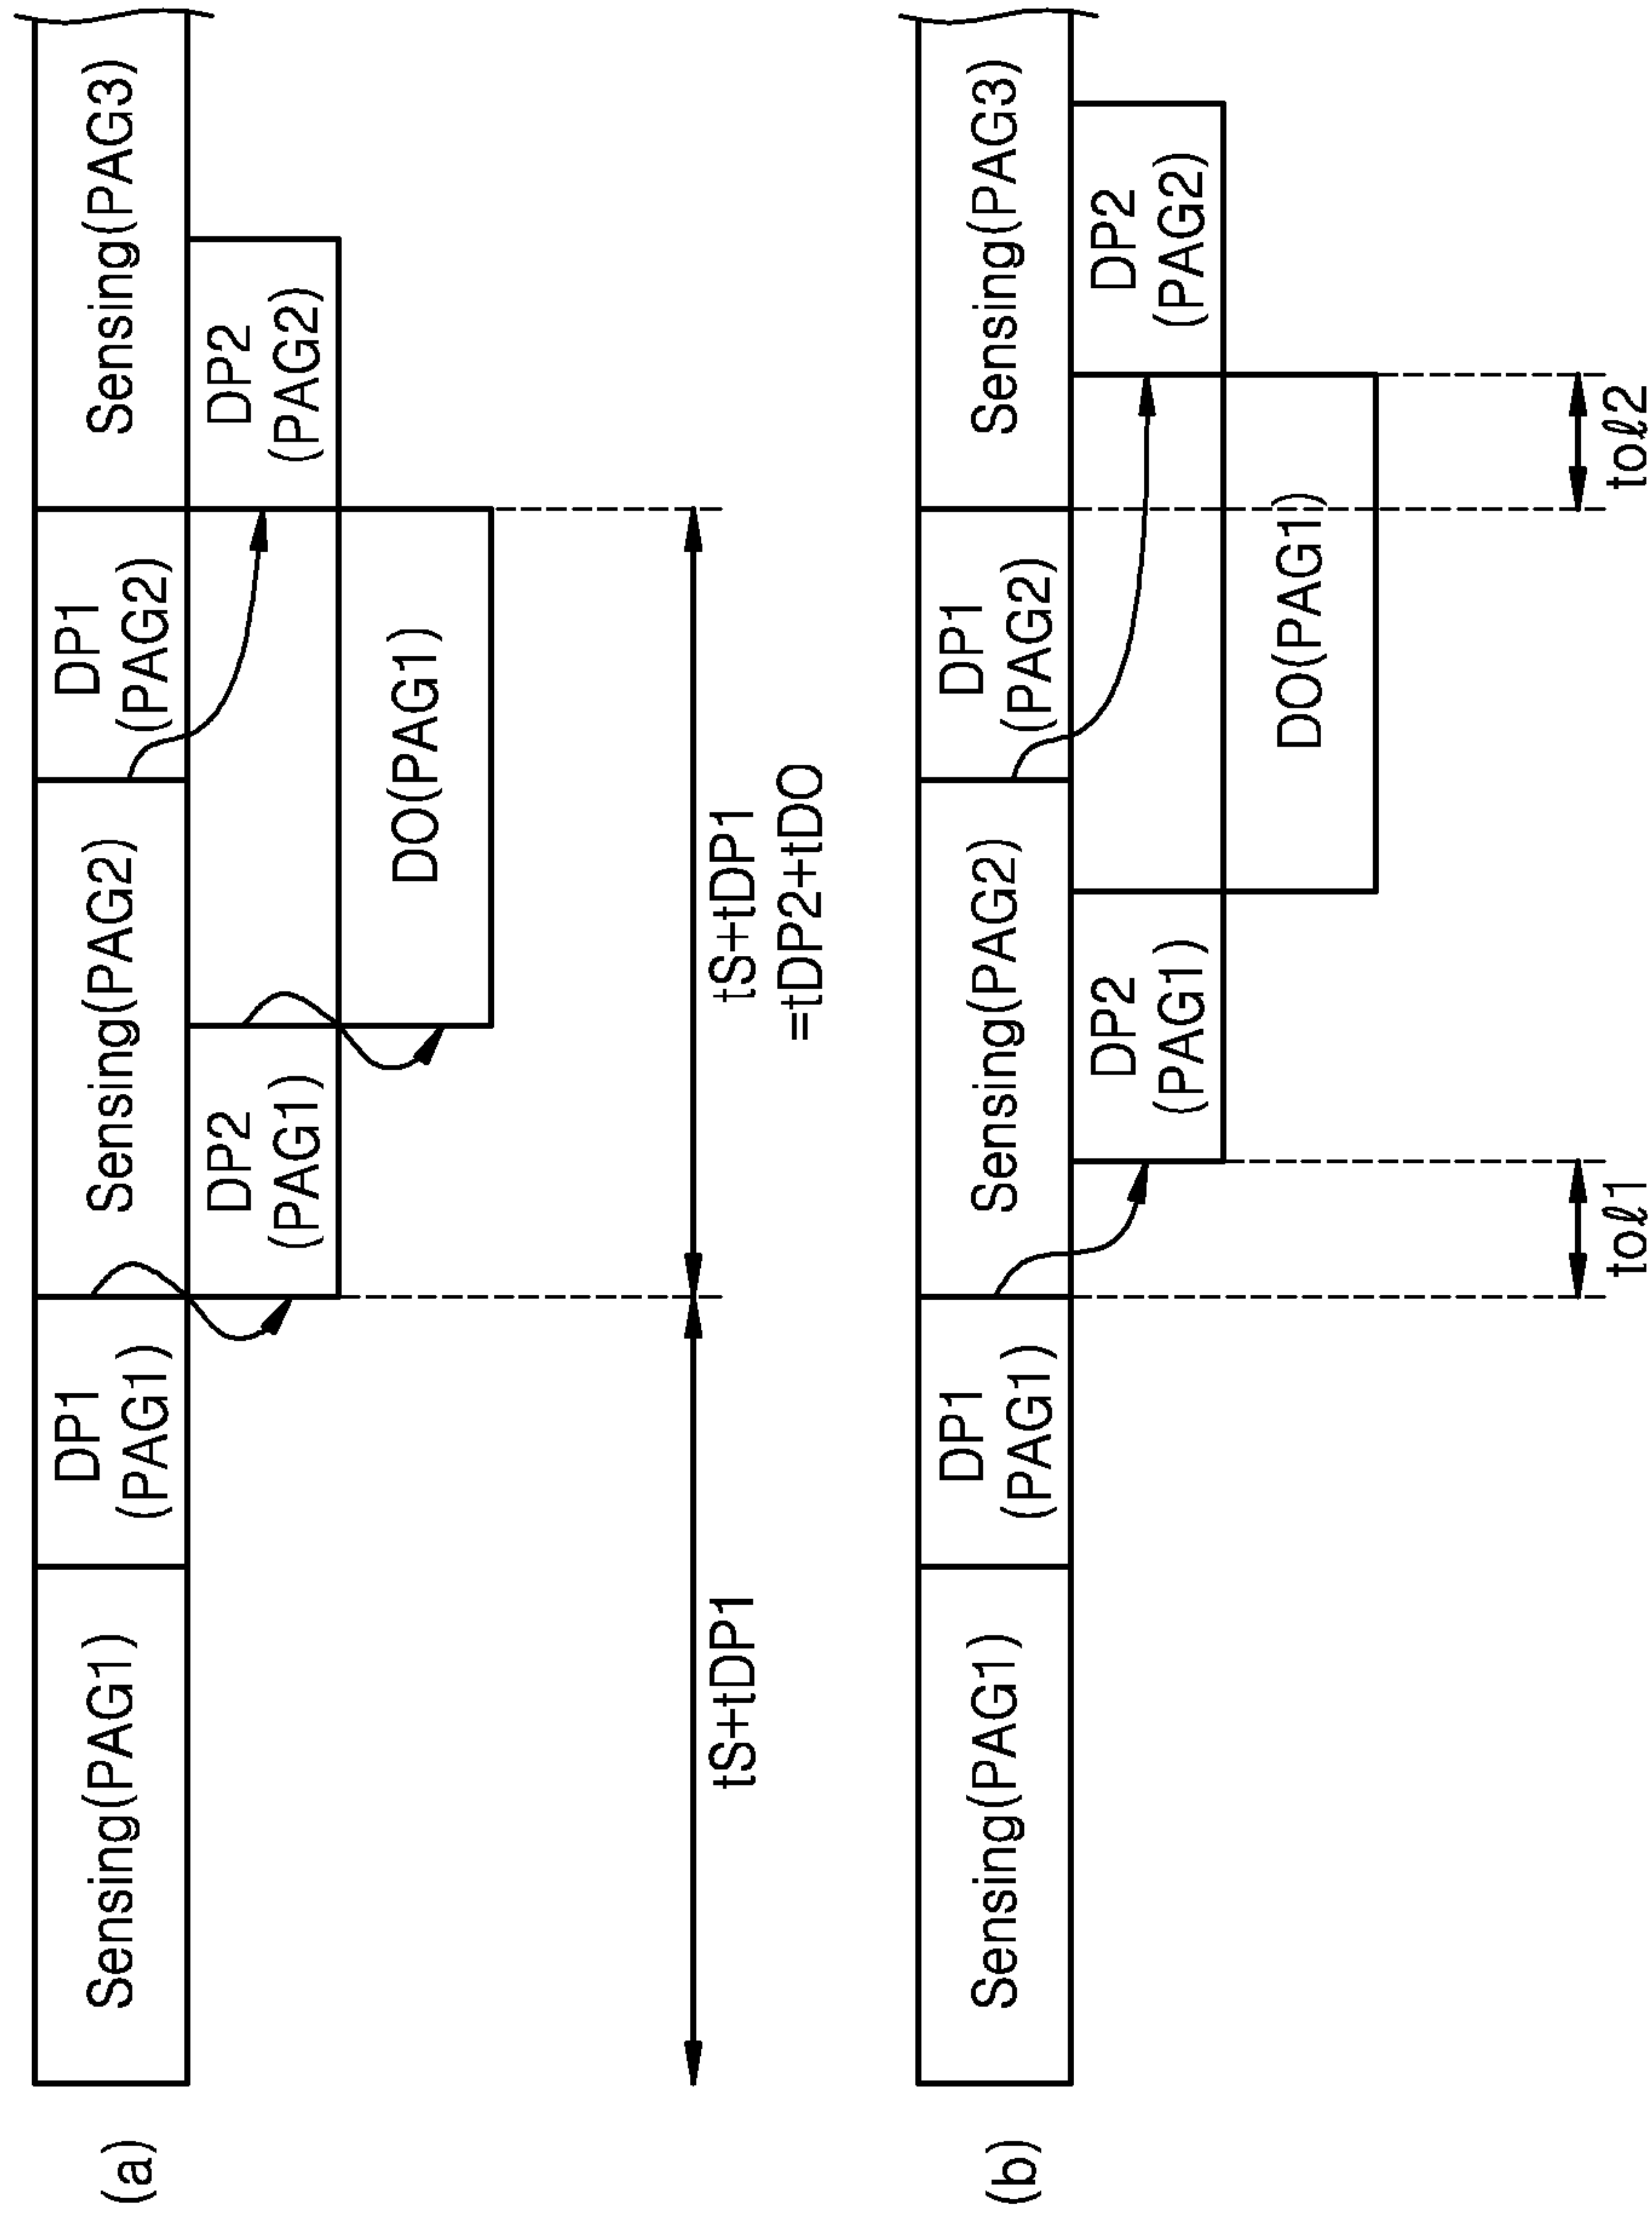 (a)
Sensing(PAG1)
DP1
(PAG1)
Sensing(PAG2)
DP1
(PAG2)
Sensing(PAG3)
DP2
(PAG1)
DP2
(PAG2)
DO(PAG1)
tS+tDP1
tS+tDP1
=tDP2+tDO
(b)
Sensing(PAG1)
DP1
(PAG1)
Sensing(PAG2)
DP1
(PAG2)
Sensing(PAG3)
DP2
(PAG1)
DP2
(PAG2)
DO(PAG1)
toℓ1
toℓ2